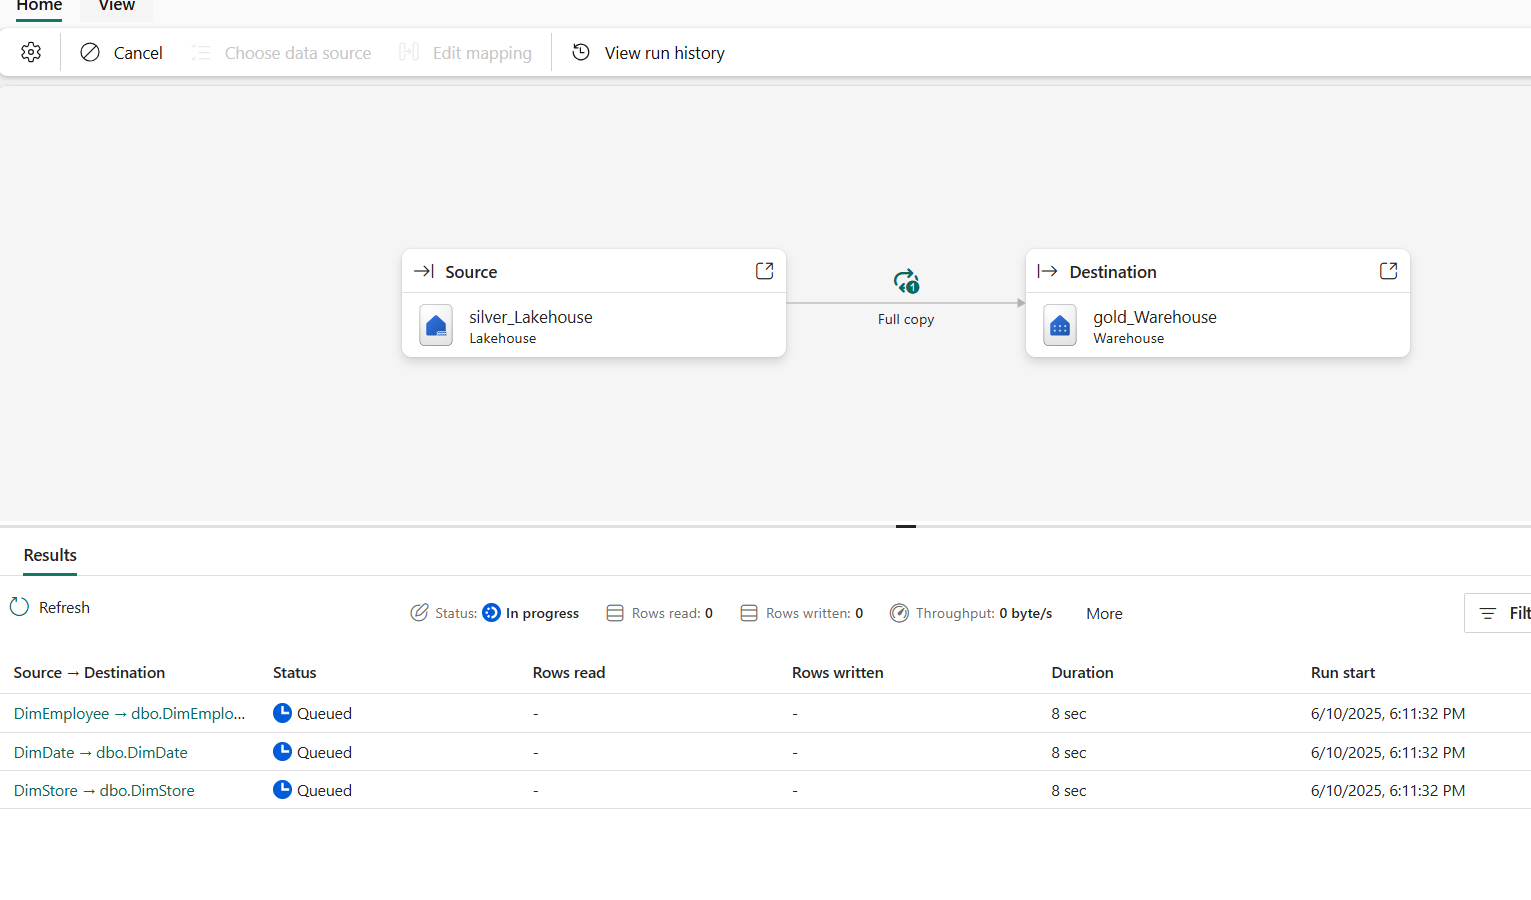 Home View
Cancel Choose data source Edit mapping View run history
Source
silver_Lakehouse
Lakehouse
1
Full copy
Destination
gold_Warehouse
Warehouse
Results
Refresh Status: In progress Rows read: 0 Rows written: 0 Throughput: 0 byte/s More Filt
Source → Destination Status Rows read Rows written Duration Run start
DimEmployee → dbo.DimEmplo... Queued - - 8 sec 6/10/2025, 6:11:32 PM
DimDate → dbo.DimDate Queued - - 8 sec 6/10/2025, 6:11:32 PM
DimStore → dbo.DimStore Queued - - 8 sec 6/10/2025, 6:11:32 PM